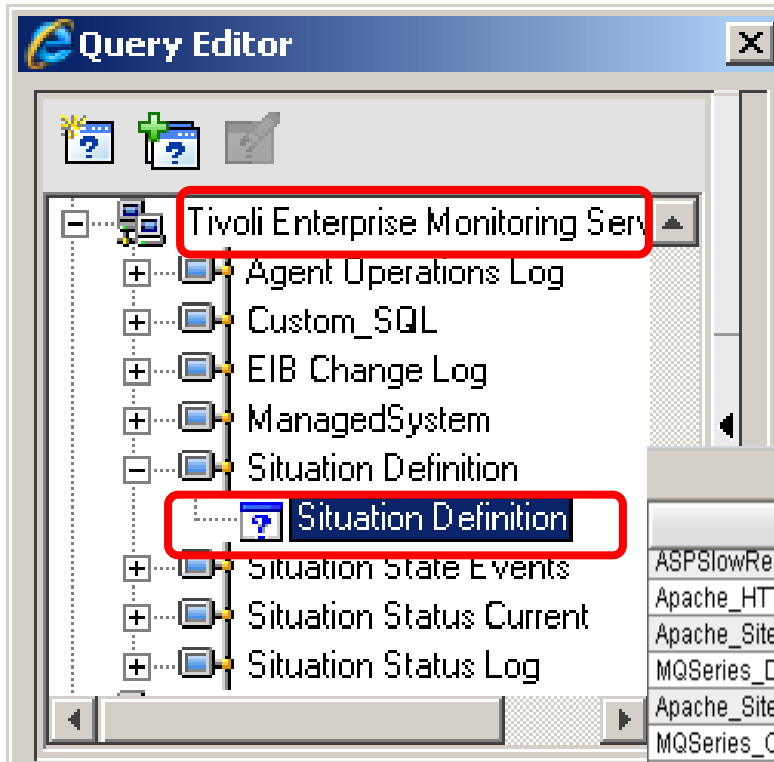 Query Editor
Tivoli Enterprise Monitoring Serv
Agent Operations Log
Custom_SQL
EIB Change Log
ManagedSystem
Situation Definition
Situation Definition
Situation State Events
Situation Status Current
Situation Status Log
ASPSlowRe
Apache_HTT
Apache_Site
MQSeries_D
Apache_Site
MQSeries_C